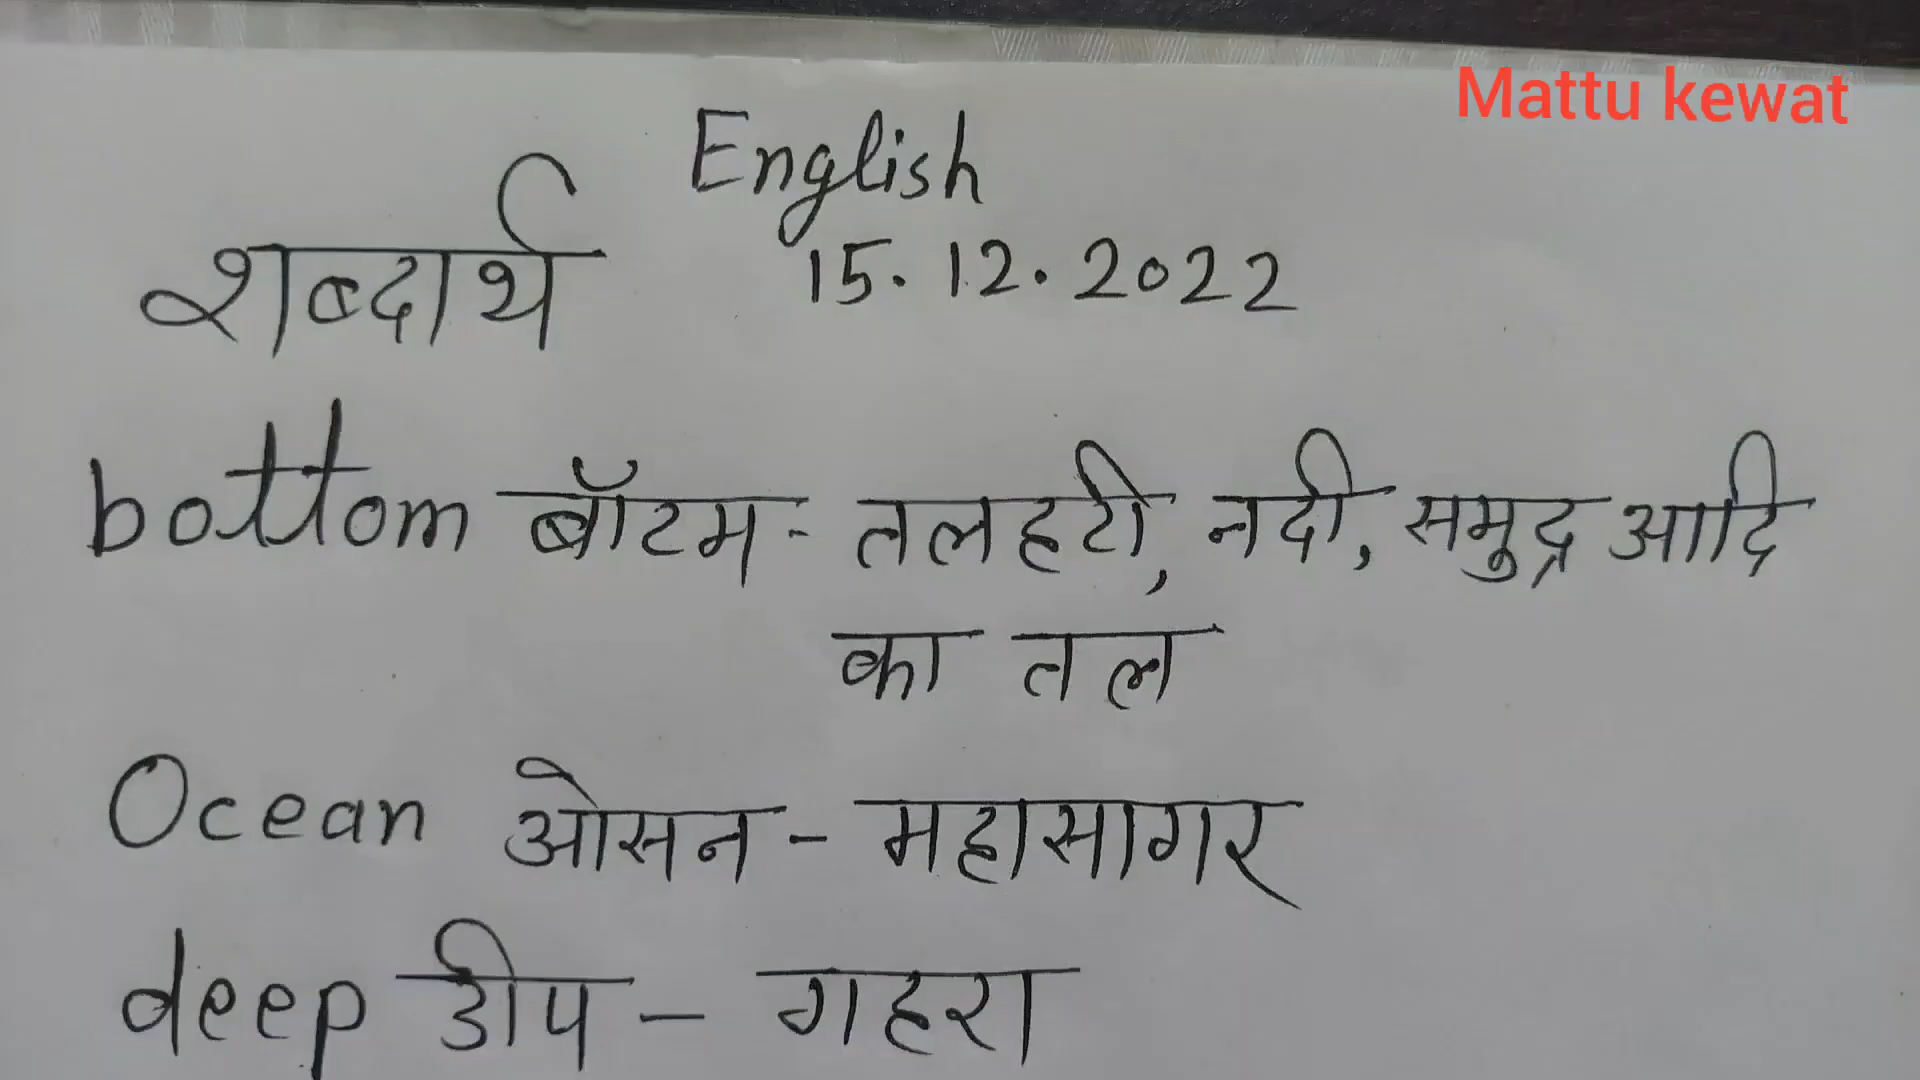 Mattu kewat
English
शब्दार्थ 15.12.2022
bottom बॉटम - तलहटी, नदी, समुद्र आदि
का तल
Ocean ओसन - महासागर
deep डीप - गहरा